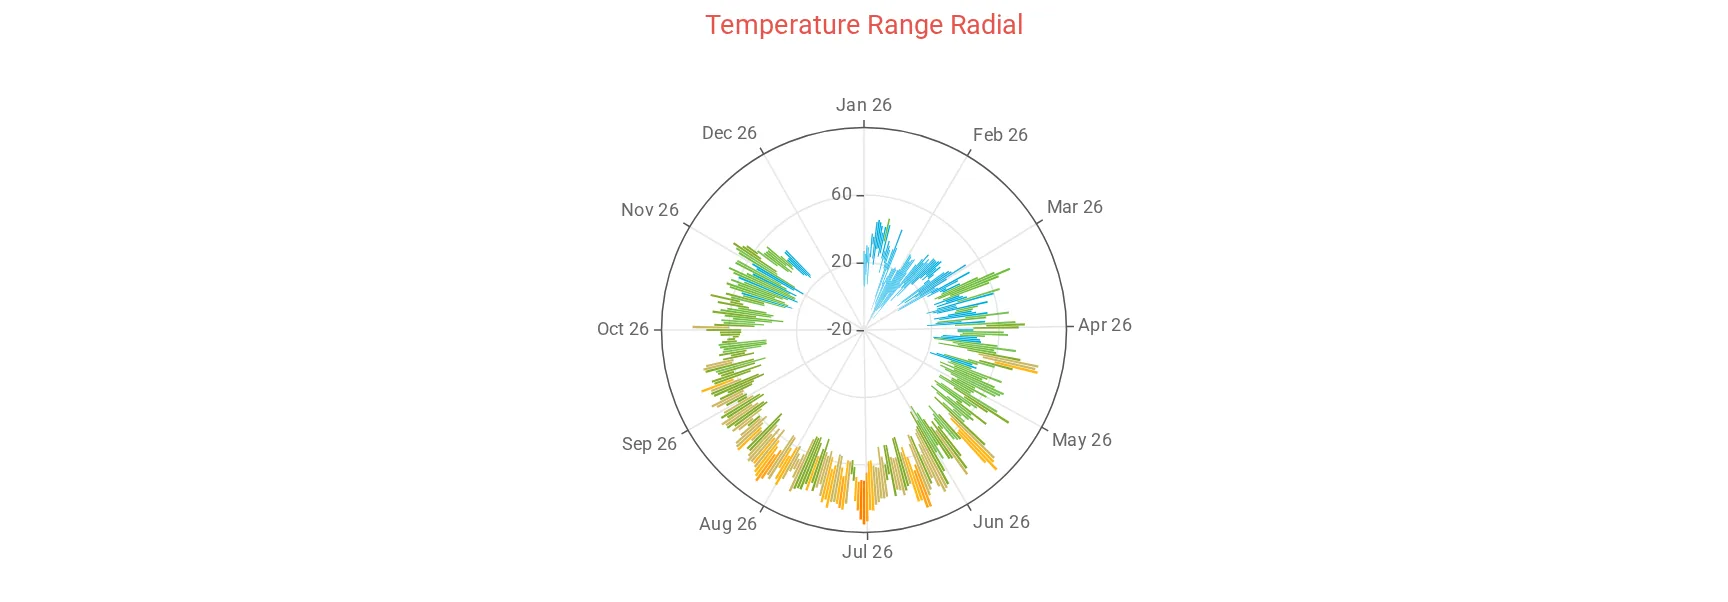 Temperature Range Radial
Jan 26
Dec 26
Feb 26
60
Nov 26
Mar 26
20
Oct 26
-20
Apr 26
Sep 26
May 26
Aug 26
Jun 26
Jul 26